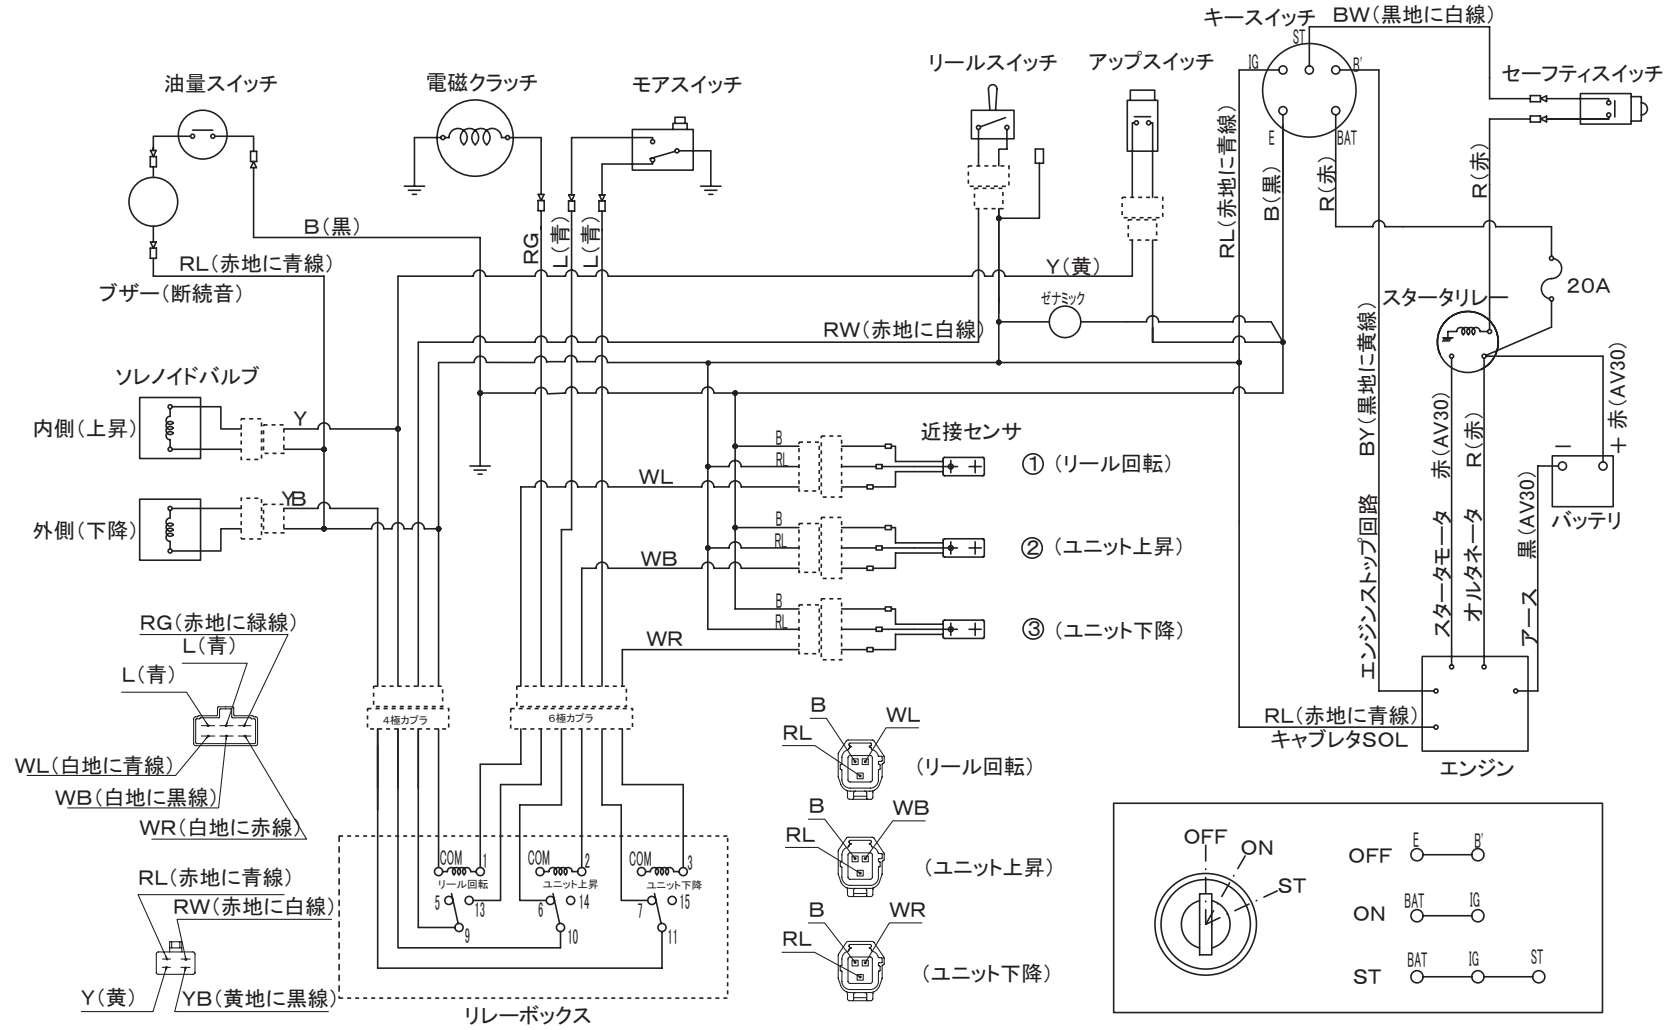 キースイッチ
BW(黒地に白線)
ST
IG
B'
E
BAT
油量スイッチ
電磁クラッチ
モアスイッチ
リールスイッチ
アップスイッチ
セーフティスイッチ
RL(赤地に青線)
B(黒)
R(赤)
R(赤)
B(黒)
RG
L(青)
L(青)
RL(赤地に青線)
ブザー(断続音)
Y(黄)
ゼナミック
RW(赤地に白線)
スタータリレー
20A
BY(黒地に黄線)
エンジンストップ回路
赤(AV30)
スタータモータ
R(赤)
オルタネータ
黒(AV30)
アース
+ 赤(AV30)
−
バッテリ
ソレノイドバルブ
内側(上昇)
Y
外側(下降)
YB
近接センサ
B
RL
WL
− +
① (リール回転)
B
RL
WB
− +
② (ユニット上昇)
B
RL
WR
− +
③ (ユニット下降)
RG(赤地に緑線)
L(青)
L(青)
WL(白地に青線)
WB(白地に黒線)
WR(白地に赤線)
4極カプラ
6極カプラ
RL(赤地に青線)
キャブレタSOL
エンジン
B
WL
RL
(リール回転)
B
WB
RL
(ユニット上昇)
B
WR
RL
(ユニット下降)
RL(赤地に青線)
RW(赤地に白線)
Y(黄)
YB(黄地に黒線)
COM
1
リール回転
5
13
9
COM
2
ユニット上昇
6
14
10
COM
3
ユニット下降
7
15
11
リレーボックス
OFF
ON
ST
OFF
E
B'
ON
BAT
IG
ST
BAT
IG
ST